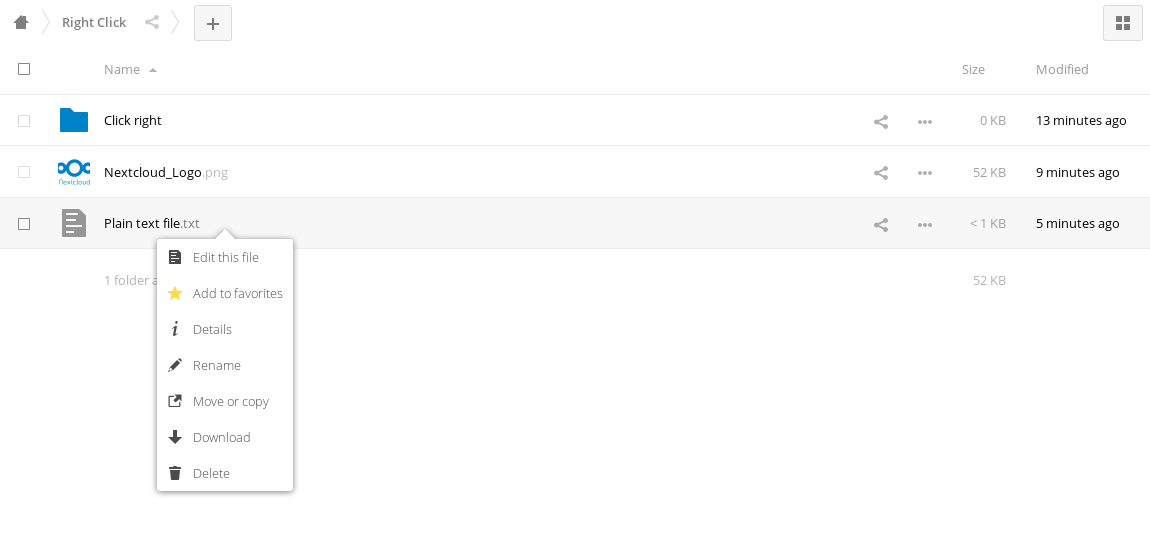 Right Click
Name Size Modified
Click right 0 KB 13 minutes ago
Nextcloud
Nextcloud_Logo.png 52 KB 9 minutes ago
Plain text file.txt < 1 KB 5 minutes ago
Edit this file
1 folder 52 KB
Add to favorites
Details
Rename
Move or copy
Download
Delete